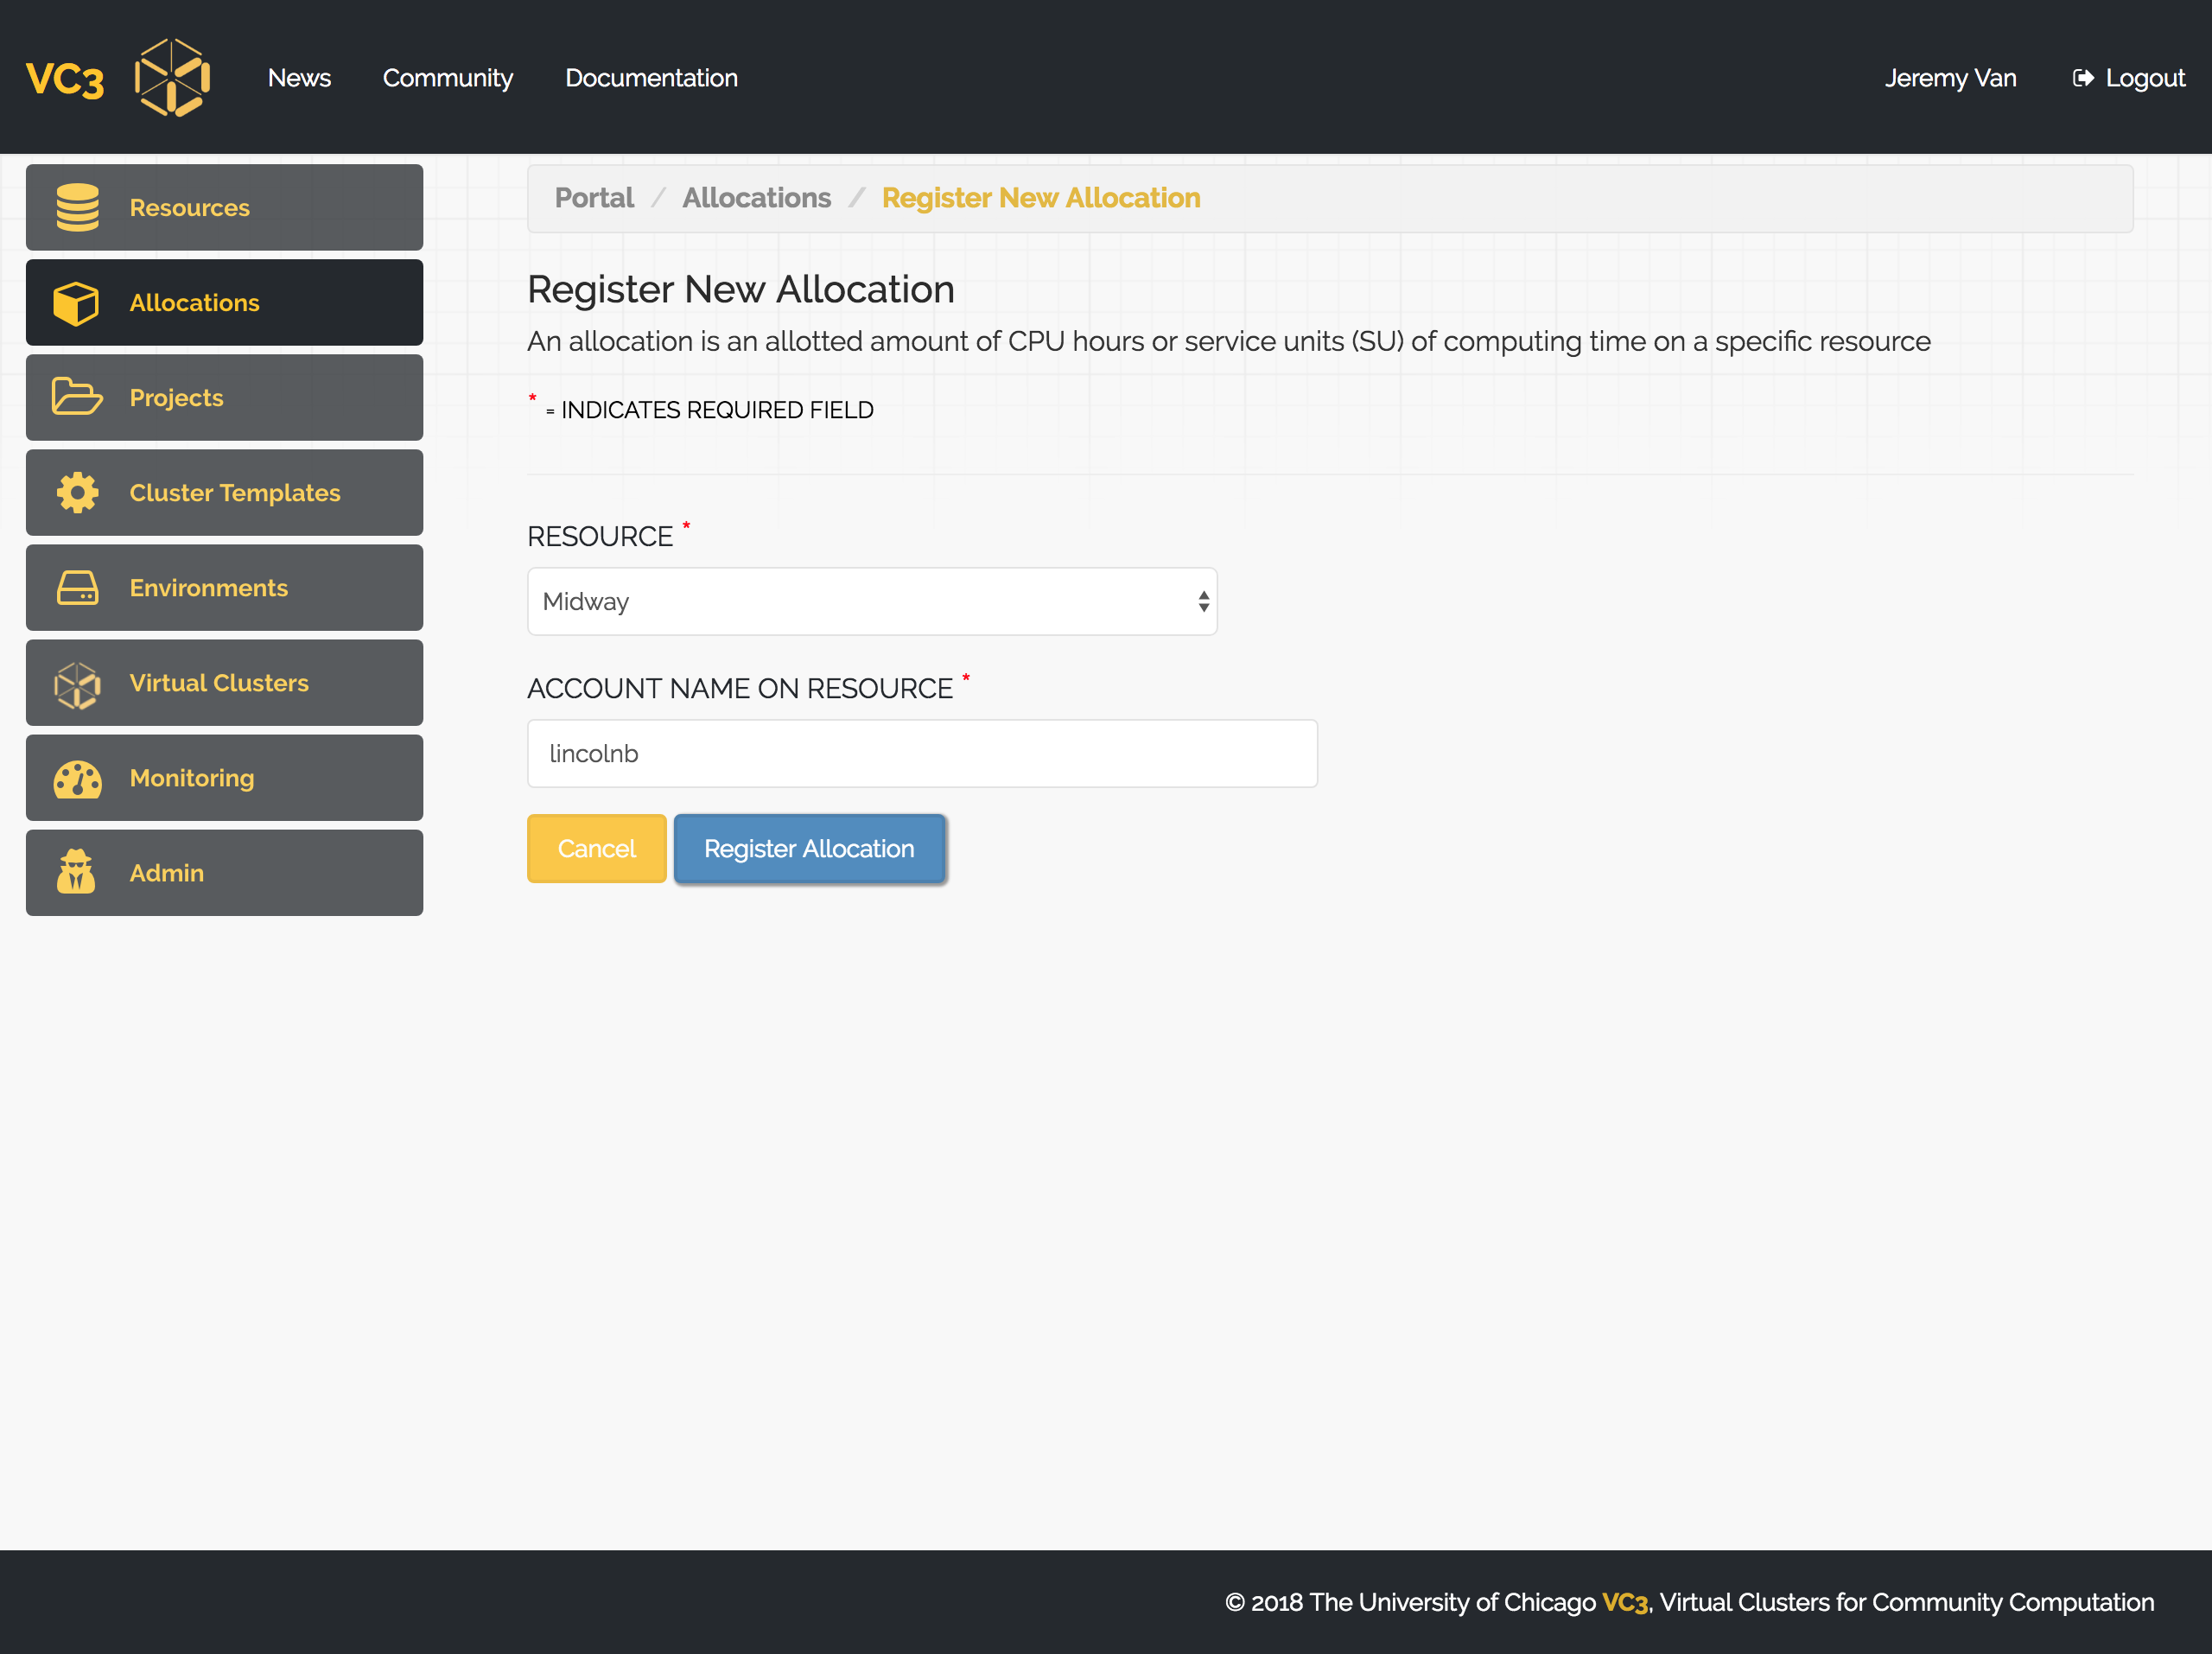 VC3
News
Community
Documentation
Jeremy Van
Logout
Resources
Allocations
Projects
Cluster Templates
Environments
Virtual Clusters
Monitoring
Admin
Portal / Allocations / Register New Allocation
Register New Allocation
An allocation is an allotted amount of CPU hours or service units (SU) of computing time on a specific resource
* = INDICATES REQUIRED FIELD
RESOURCE *
Midway
ACCOUNT NAME ON RESOURCE *
lincolnb
Cancel
Register Allocation
© 2018 The University of Chicago VC3, Virtual Clusters for Community Computation